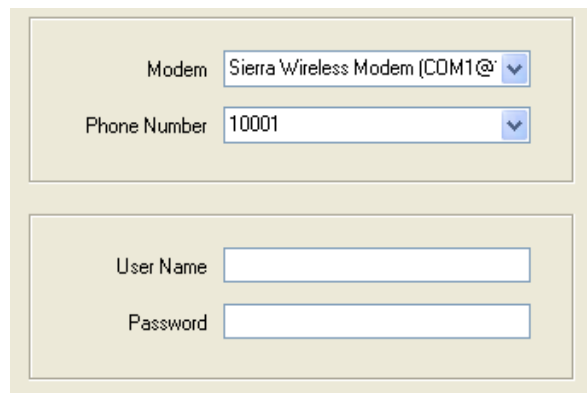 Modem Sierra Wireless Modem (COM1@
Phone Number 10001
User Name
Password